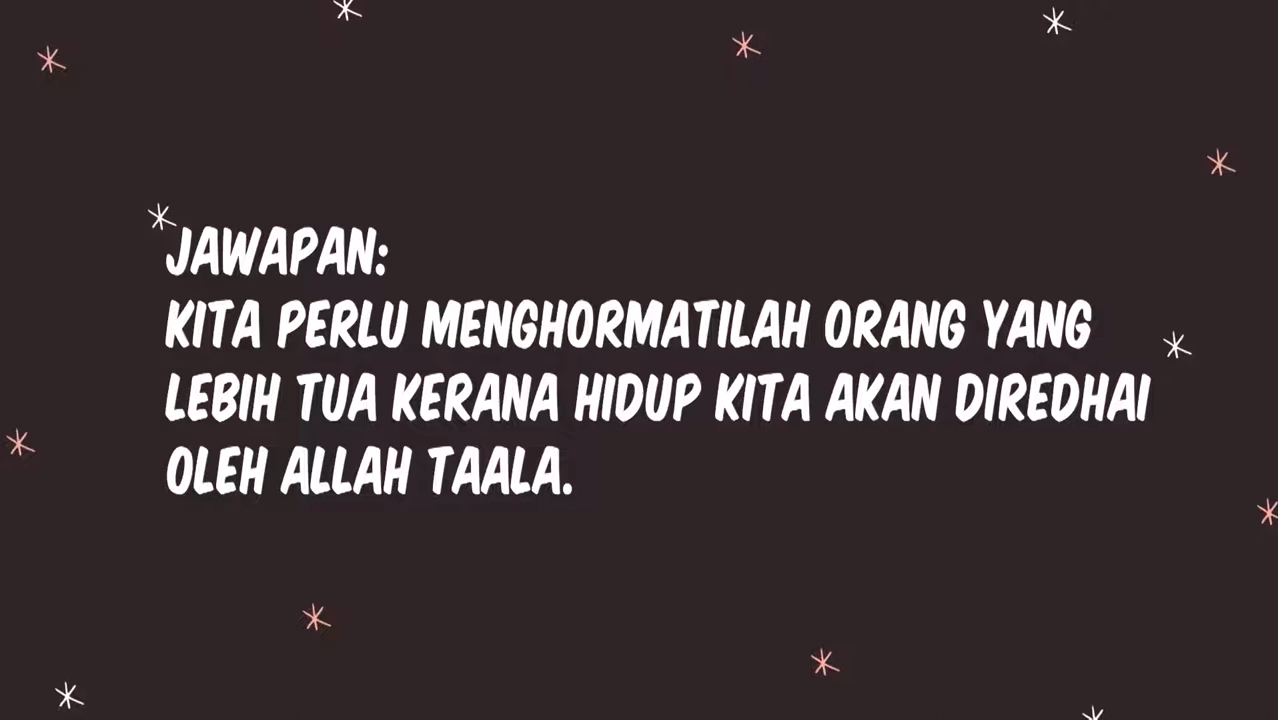 JAWAPAN:
KITA PERLU MENGHORMATILAH ORANG YANG
LEBIH TUA KERANA HIDUP KITA AKAN DIREDHAI
OLEH ALLAH TAALA.